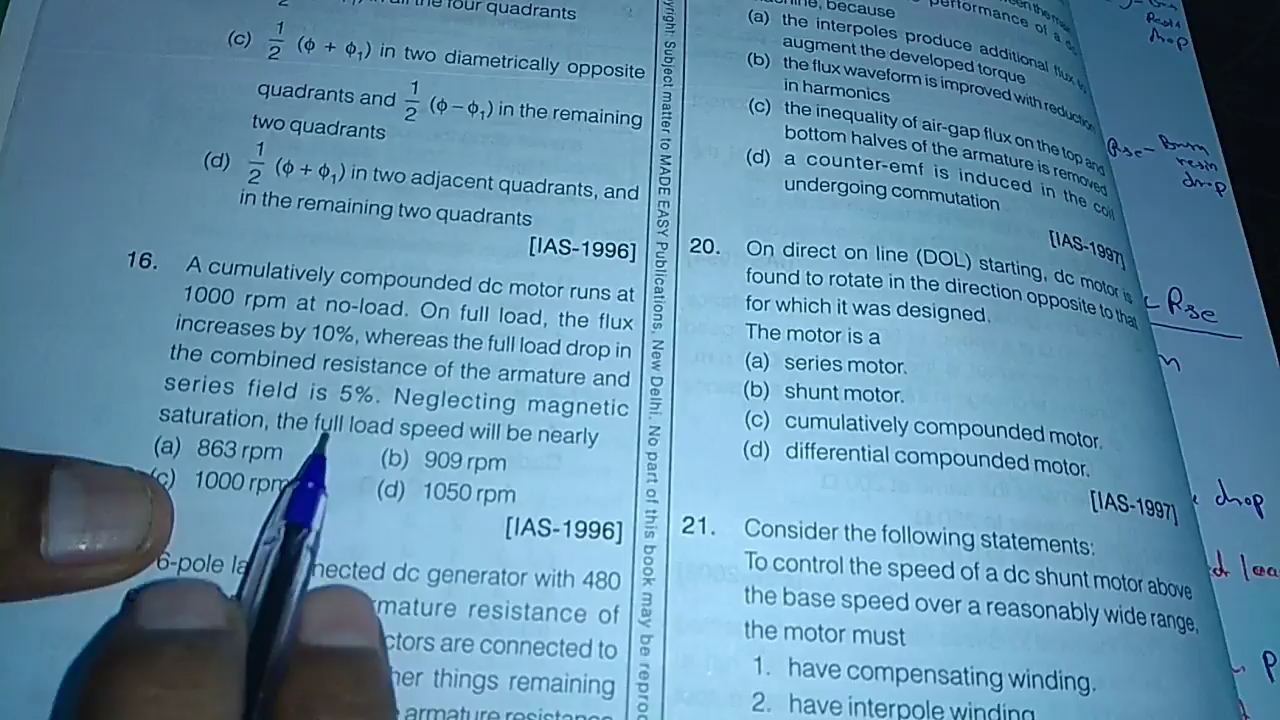 the four quadrants
(c) 1/2 (ϕ + ϕ₁) in two diametrically opposite
quadrants and 1/2 (ϕ – ϕ₁) in the remaining
two quadrants
(d) 1/2 (ϕ + ϕ₁) in two adjacent quadrants, and
in the remaining two quadrants
[IAS-1996]
16. A cumulatively compounded dc motor runs at
1000 rpm at no-load. On full load, the flux
increases by 10%, whereas the full load drop in
the combined resistance of the armature and
series field is 5%. Neglecting magnetic
saturation, the full load speed will be nearly
(a) 863 rpm (b) 909 rpm
(c) 1000 rpm (d) 1050 rpm
[IAS-1996]
6-pole dc generator with 480
armature resistance of
are connected to
things remaining
armature
Subject matter to MADE EASY Publications, New Delhi. No part of this book may be
performance of a
because
(a) the interpoles produce additional flux to
augment the developed torque
(b) the flux waveform is improved with reduction
in harmonics
(c) the inequality of air-gap flux on the top and
bottom halves of the armature is removed
(d) a counter-emf is induced in the coil
undergoing commutation
[IAS-1997]
20. On direct on line (DOL) starting, dc motor is
found to rotate in the direction opposite to that
for which it was designed.
The motor is a
(a) series motor.
(b) shunt motor.
(c) cumulatively compounded motor.
(d) differential compounded motor.
[IAS-1997]
21. Consider the following statements:
To control the speed of a dc shunt motor above
the base speed over a reasonably wide range,
the motor must
1. have compensating winding.
2. have interpole winding
drop
Rse –
drop
Rse
drop